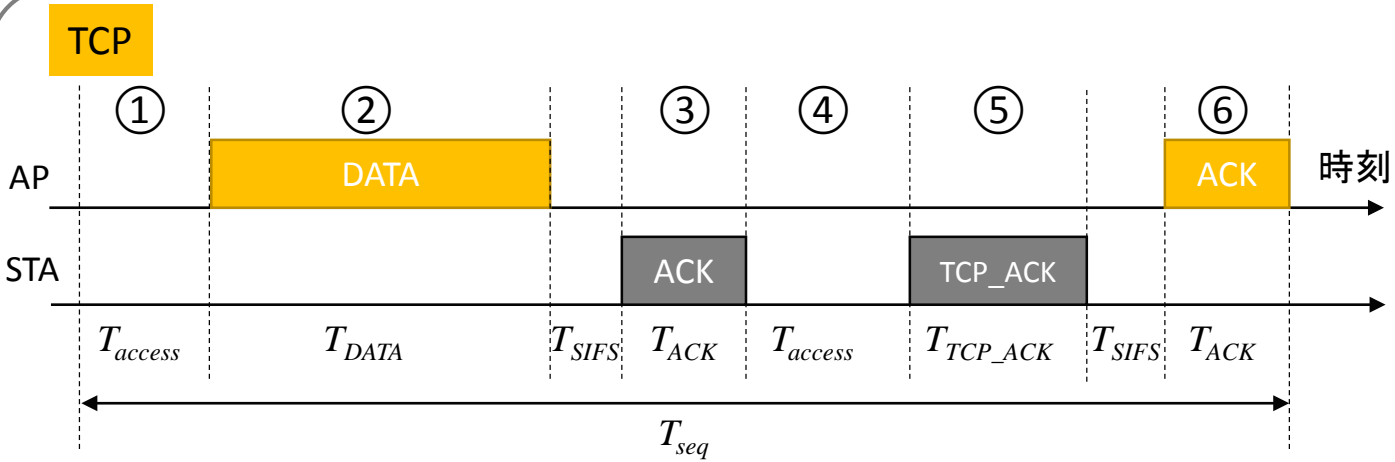 TCP
① ② ③ ④ ⑤ ⑥
AP DATA ACK 時刻
STA ACK TCP_ACK
T_access T_DATA T_SIFS T_ACK T_access T_TCP_ACK T_SIFS T_ACK
T_seq